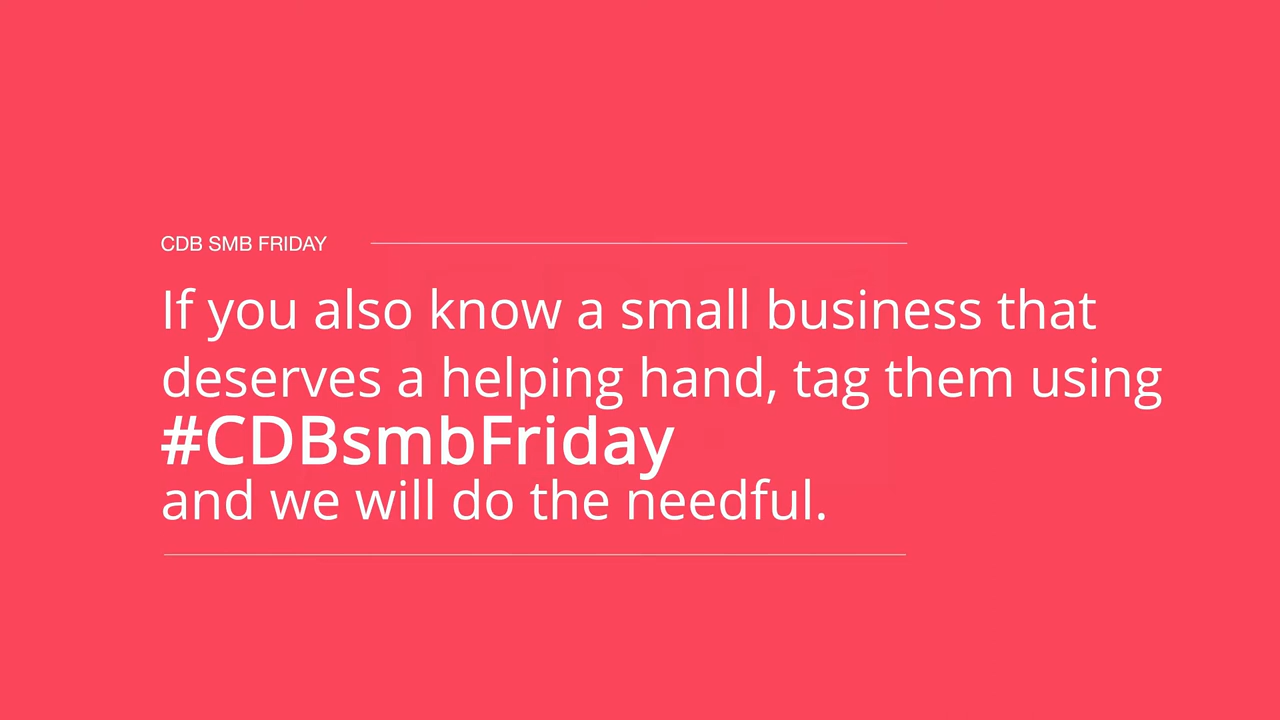 CDB SMB FRIDAY
If you also know a small business that
deserves a helping hand, tag them using
#CDBsmbFriday
and we will do the needful.